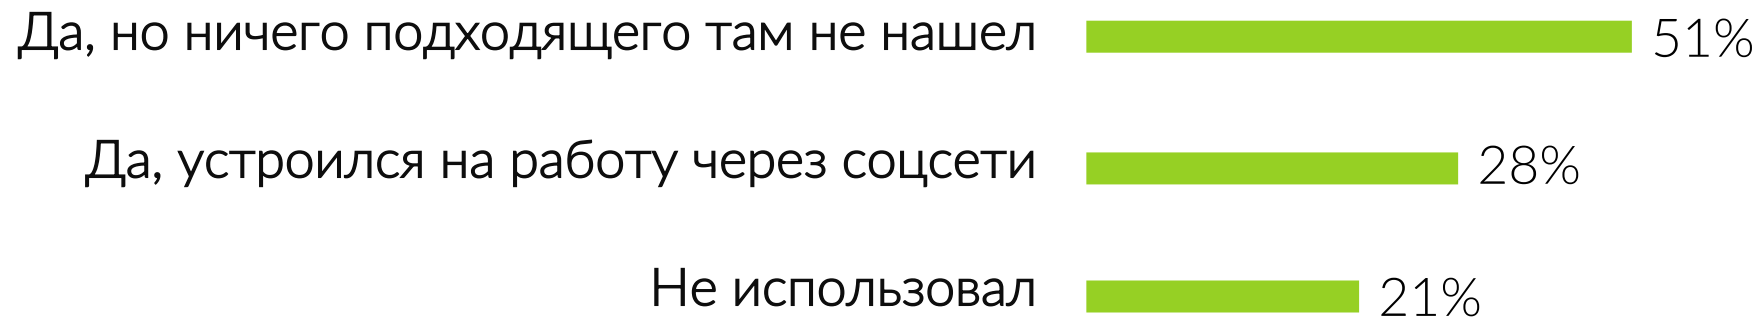 Да, но ничего подходящего там не нашел 51%
Да, устроился на работу через соцсети 28%
Не использовал 21%